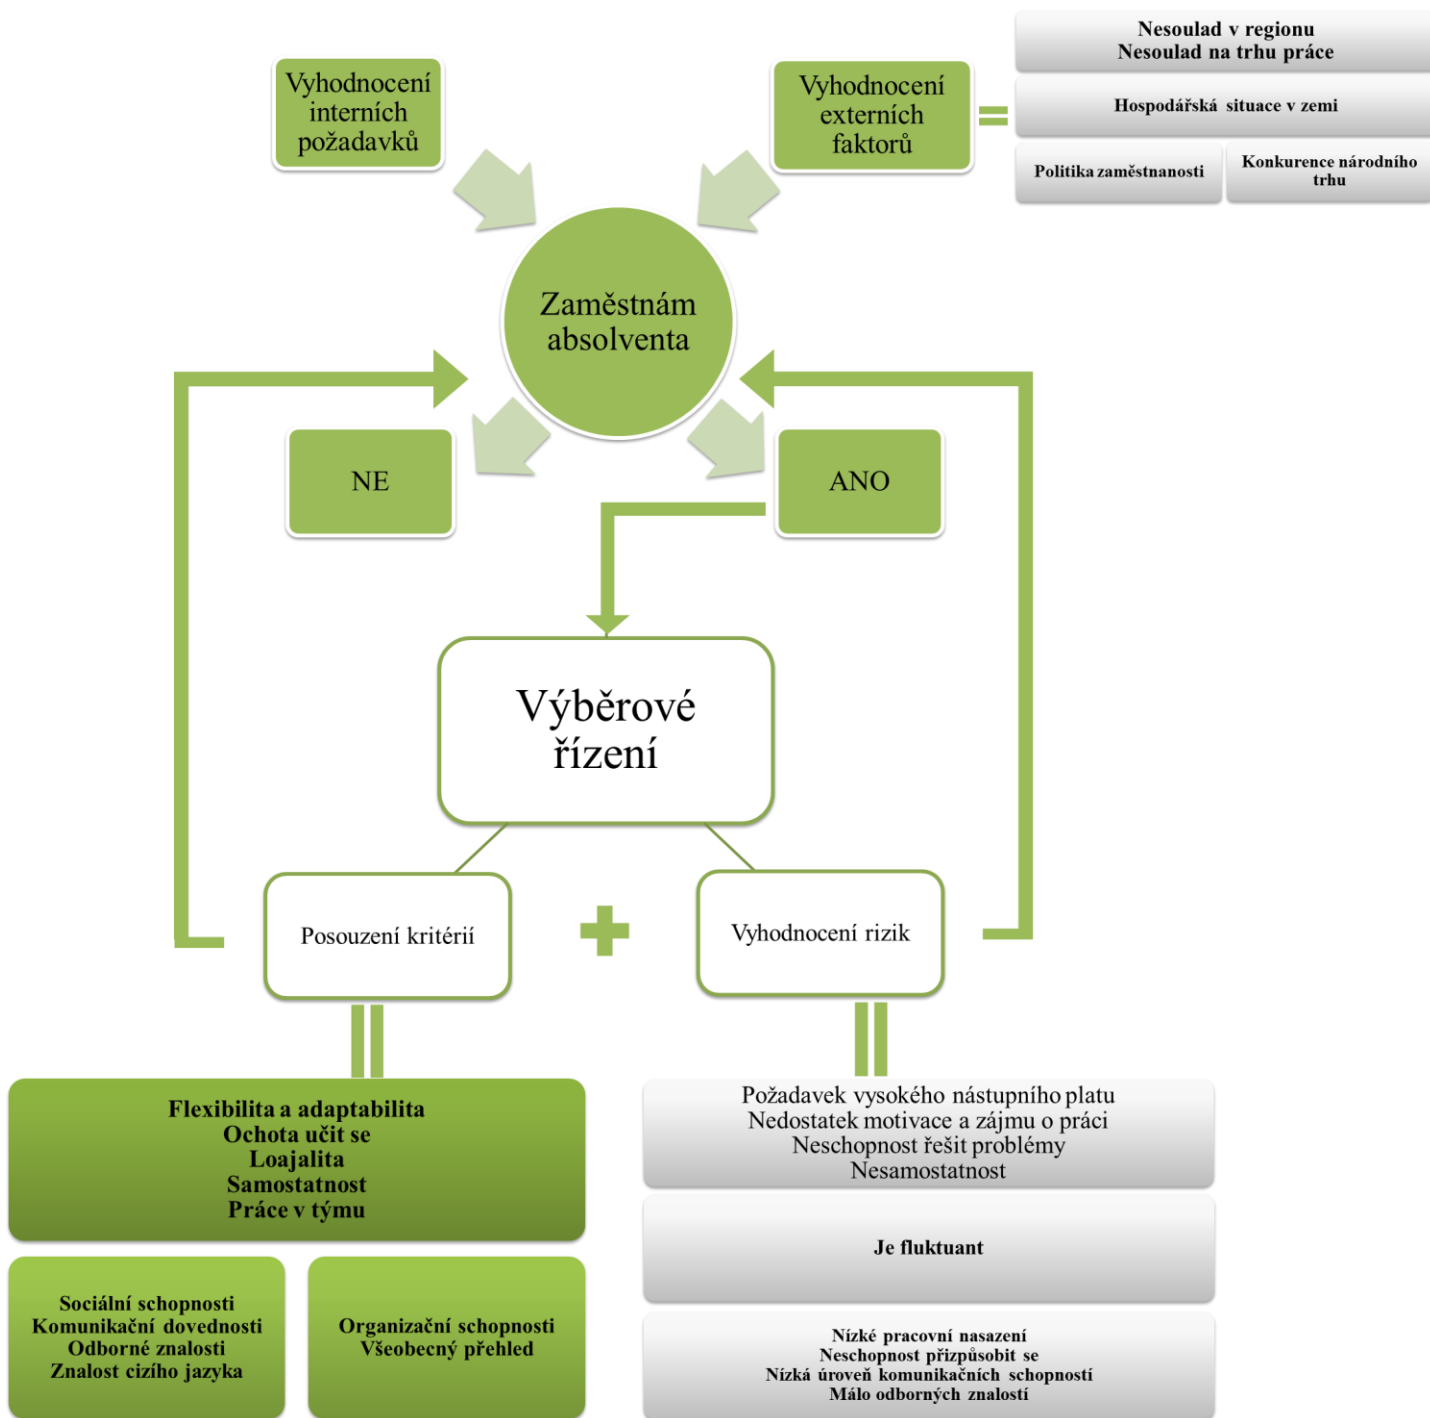 Vyhodnocení
interních
požadavků
Vyhodnocení
externích
faktorů
Nesoulad v regionu
Nesoulad na trhu práce
Hospodářská situace v zemi
Politika zaměstnanosti
Konkurence národního
trhu
Zaměstnám
absolventa
NE
ANO
Výběrové
řízení
Posouzení kritérií
Vyhodnocení rizik
Flexibilita a adaptabilita
Ochota učit se
Loajalita
Samostatnost
Práce v týmu
Sociální schopnosti
Komunikační dovednosti
Odborné znalosti
Znalost cizího jazyka
Organizační schopnosti
Všeobecný přehled
Požadavek vysokého nástupního platu
Nedostatek motivace a zájmu o práci
Neschopnost řešit problémy
Nesamostatnost
Je fluktuant
Nízké pracovní nasazení
Neschopnost přizpůsobit se
Nízká úroveň komunikačních schopností
Málo odborných znalostí